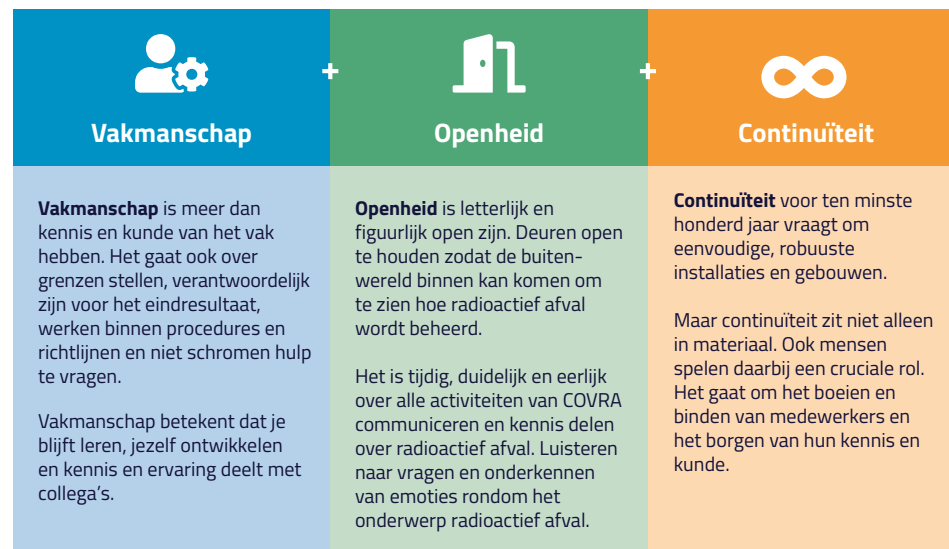 Vakmanschap
Vakmanschap is meer dan
kennis en kunde van het vak
hebben. Het gaat ook over
grenzen stellen, verantwoordelijk
zijn voor het eindresultaat,
werken binnen procedures en
richtlijnen en niet schromen hulp
te vragen.
Vakmanschap betekent dat je
blijft leren, jezelf ontwikkelen
en kennis en ervaring deelt met
collega's.
+
Openheid
Openheid is letterlijk en
figuurlijk open zijn. Deuren open
te houden zodat de buiten-
wereld binnen kan komen om
te zien hoe radioactief afval
wordt beheerd.
Het is tijdig, duidelijk en eerlijk
over alle activiteiten van COVRA
communiceren en kennis delen
over radioactief afval. Luisteren
naar vragen en onderkennen
van emoties rondom het
onderwerp radioactief afval.
+
Continuïteit
Continuïteit voor ten minste
honderd jaar vraagt om
eenvoudige, robuuste
installaties en gebouwen.
Maar continuïteit zit niet alleen
in materiaal. Ook mensen
spelen daarbij een cruciale rol.
Het gaat om het boeien en
binden van medewerkers en
het borgen van hun kennis en
kunde.